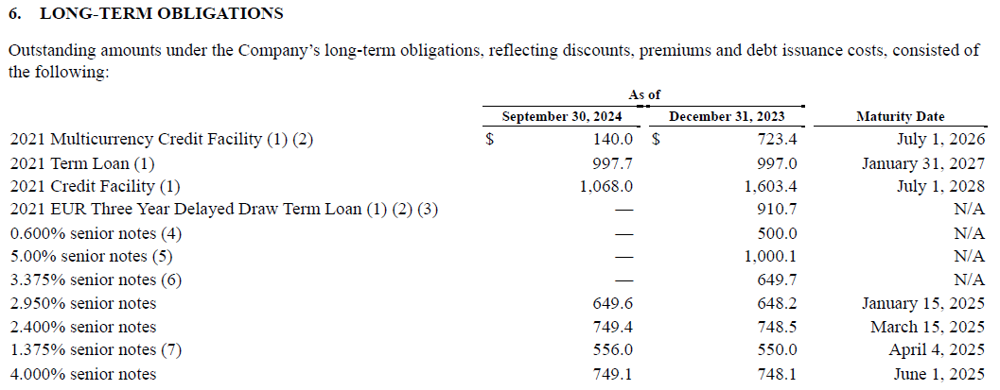 6. LONG-TERM OBLIGATIONS
Outstanding amounts under the Company's long-term obligations, reflecting discounts, premiums and debt issuance costs, consisted of
the following:
As of
September 30, 2024 December 31, 2023 Maturity Date
2021 Multicurrency Credit Facility (1) (2) $ 140.0 $ 723.4 July 1, 2026
2021 Term Loan (1) 997.7 997.0 January 31, 2027
2021 Credit Facility (1) 1,068.0 1,603.4 July 1, 2028
2021 EUR Three Year Delayed Draw Term Loan (1) (2) (3) — 910.7 N/A
0.600% senior notes (4) — 500.0 N/A
5.00% senior notes (5) — 1,000.1 N/A
3.375% senior notes (6) — 649.7 N/A
2.950% senior notes 649.6 648.2 January 15, 2025
2.400% senior notes 749.4 748.5 March 15, 2025
1.375% senior notes (7) 556.0 550.0 April 4, 2025
4.000% senior notes 749.1 748.1 June 1, 2025